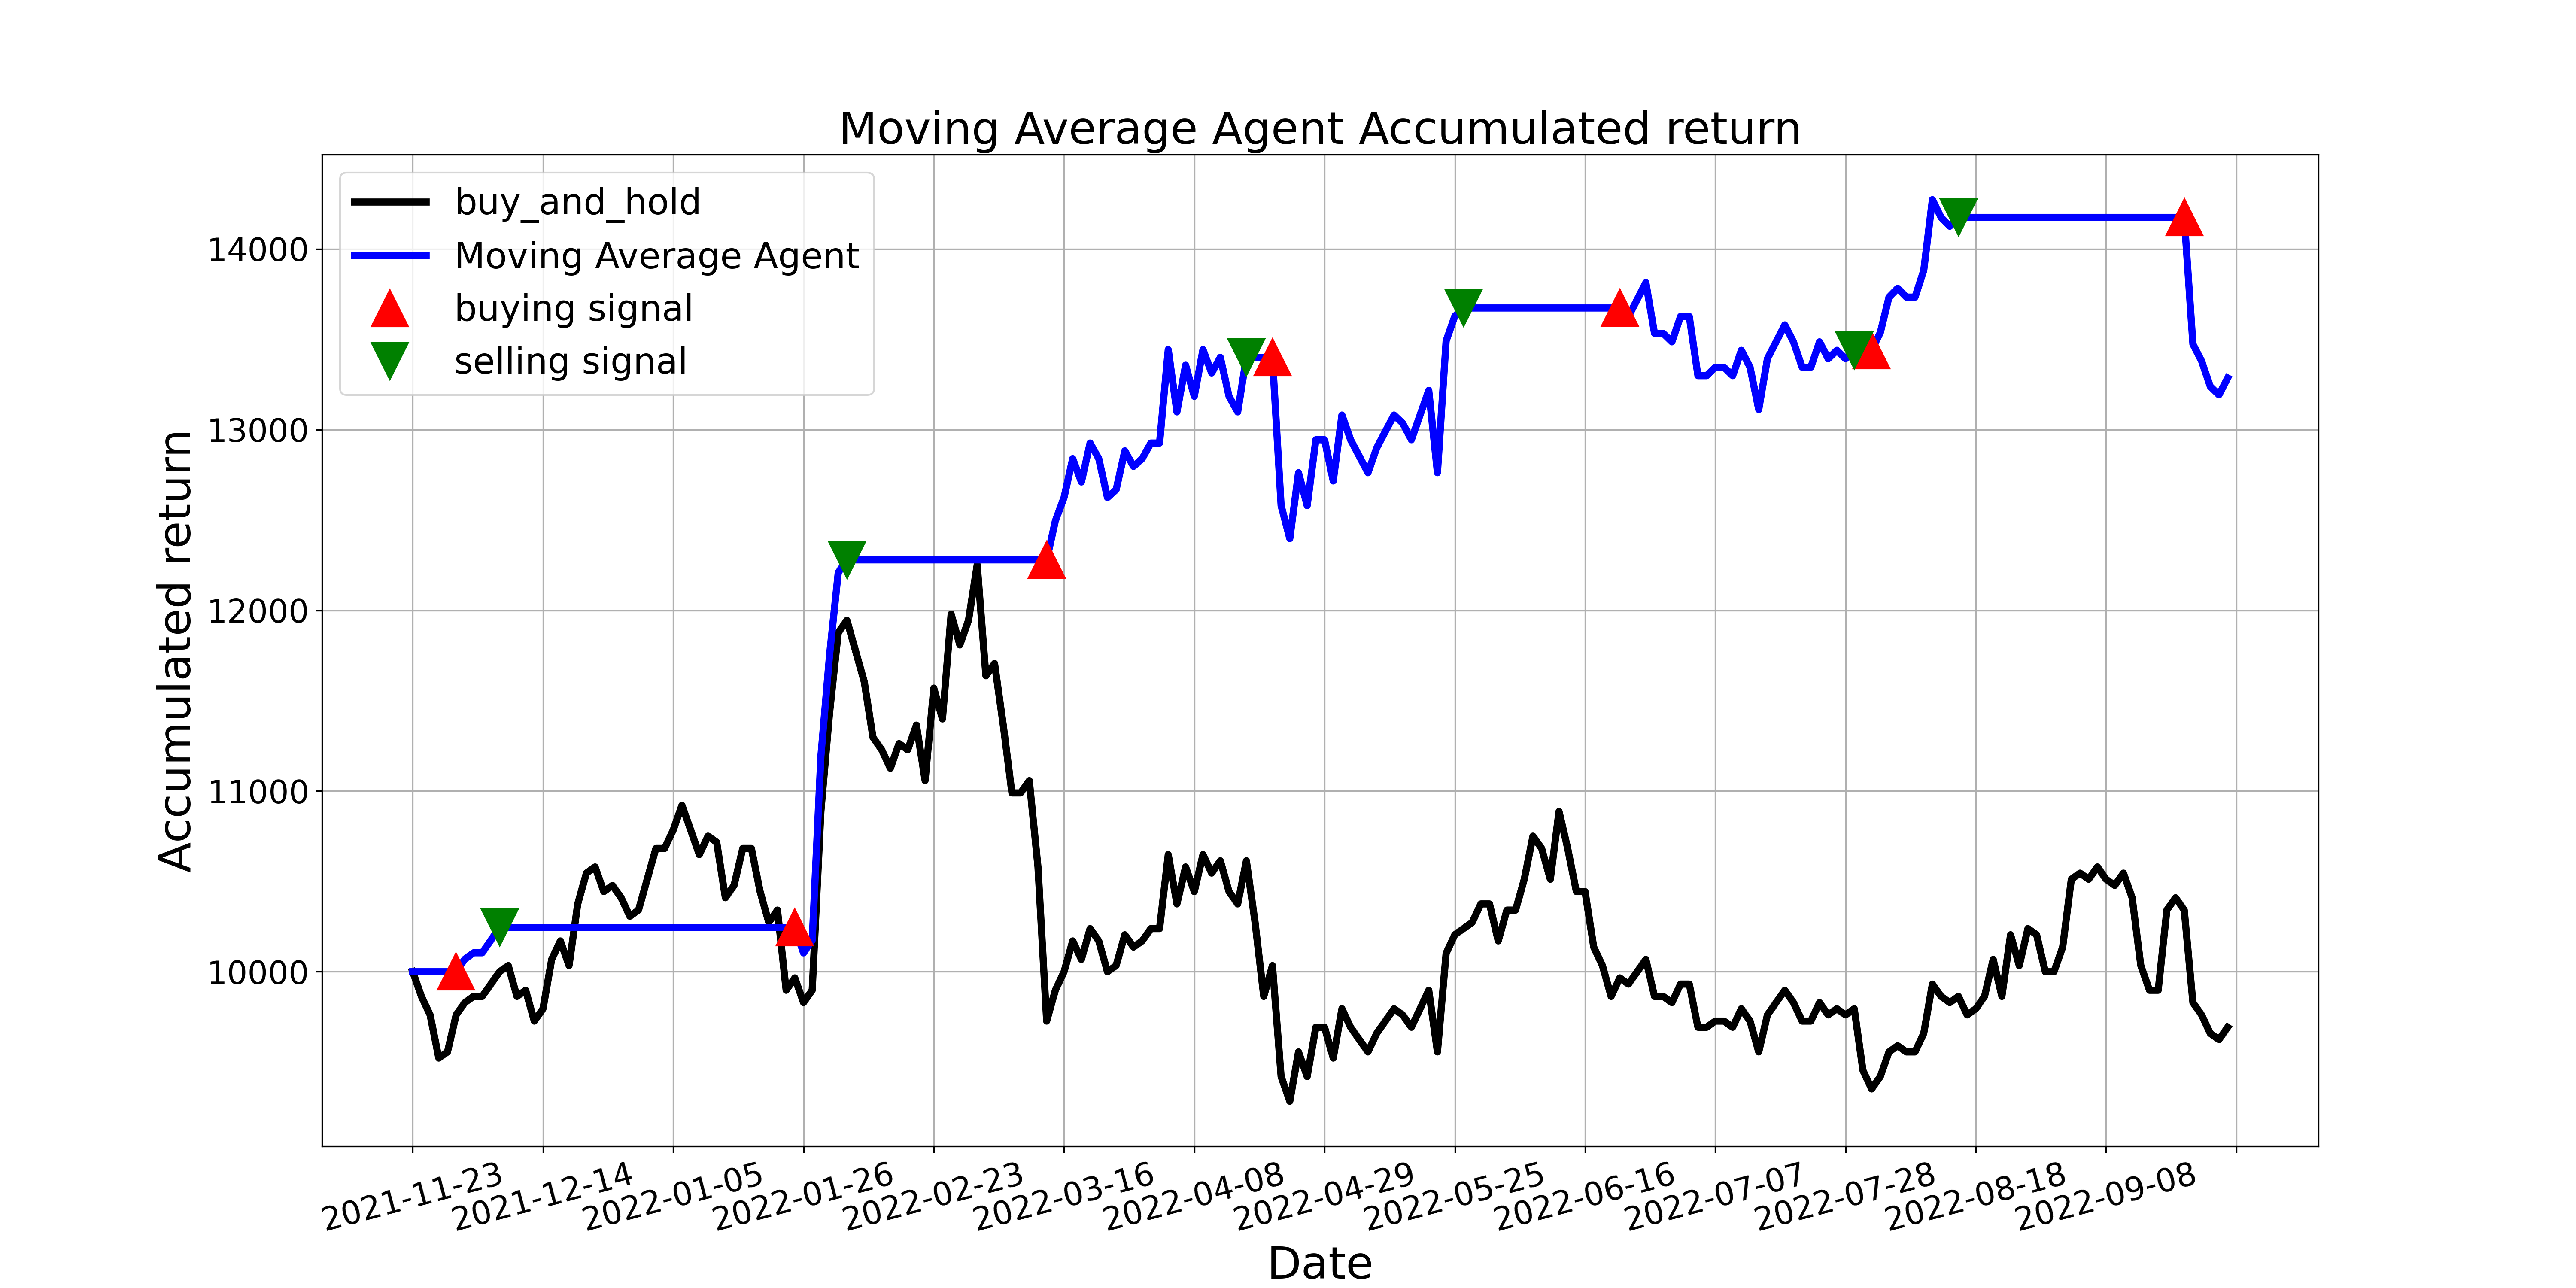 Moving Average Agent Accumulated return
buy_and_hold
Moving Average Agent
buying signal
selling signal
Accumulated return
14000
13000
12000
11000
10000
2021-11-23
2021-12-14
2022-01-05
2022-01-26
2022-02-23
2022-03-16
2022-04-08
2022-04-29
2022-05-25
2022-06-16
2022-07-07
2022-07-28
2022-08-18
2022-09-08
Date